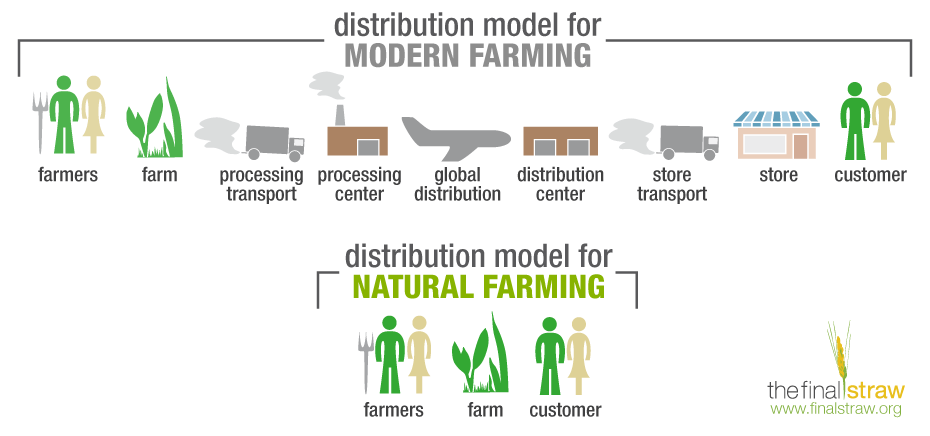 distribution model for
MODERN FARMING
farmers
farm
processing
transport
processing
center
global
distribution
distribution
center
store
transport
store
customer
distribution model for
NATURAL FARMING
farmers
farm
customer
thefinalstraw
www.finalstraw.org